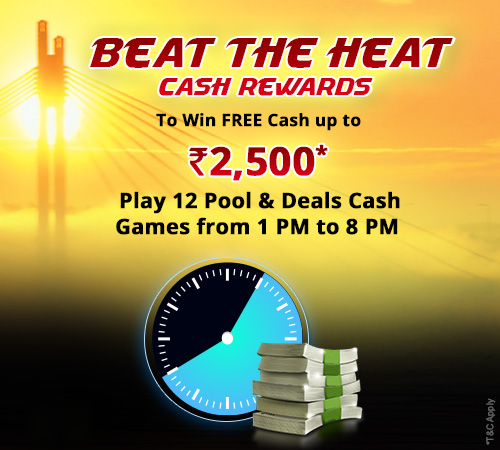 BEAT THE HEAT
CASH REWARDS
To Win FREE Cash up to
₹2,500*
Play 12 Pool & Deals Cash
Games from 1 PM to 8 PM
*T&C Apply